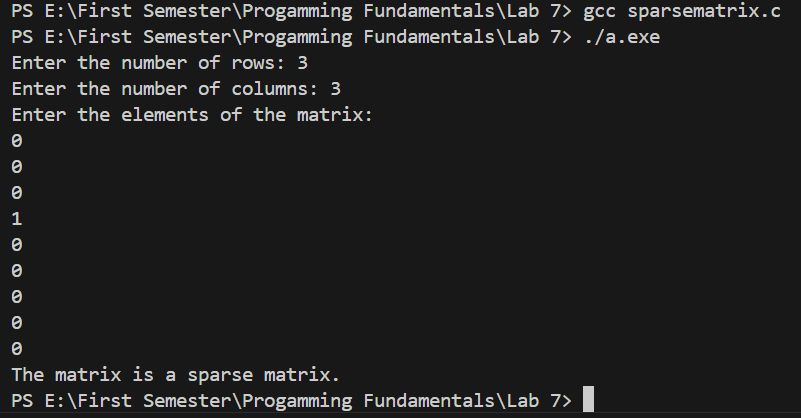 PS E:\First Semester\Progamming Fundamentals\Lab 7> gcc sparsematrix.c
PS E:\First Semester\Progamming Fundamentals\Lab 7> ./a.exe
Enter the number of rows: 3
Enter the number of columns: 3
Enter the elements of the matrix:
0
0
0
1
0
0
0
0
0
The matrix is a sparse matrix.
PS E:\First Semester\Progamming Fundamentals\Lab 7>